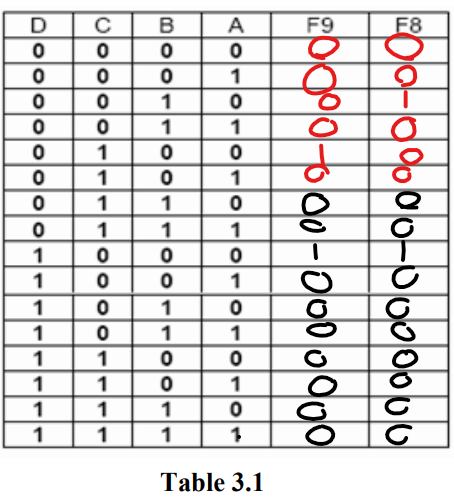 D C B A F9 F8
0 0 0 0 0 0
0 0 0 1 0 0
0 0 1 0 0 1
0 0 1 1 0 0
0 1 0 0 1 0
0 1 0 1 0 0
0 1 1 0 0 0
0 1 1 1 0 0
1 0 0 0 1 1
1 0 0 1 0 0
1 0 1 0 0 0
1 0 1 1 0 0
1 1 0 0 0 0
1 1 0 1 0 0
1 1 1 0 0 0
1 1 1 1 0 0
Table 3.1